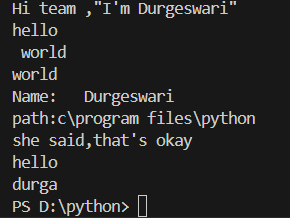 Hi team ,"I'm Durgeswari"
hello
 world
world
Name:   Durgeswari
path:c\program files\python
she said,that's okay
hello
durga
PS D:\python>